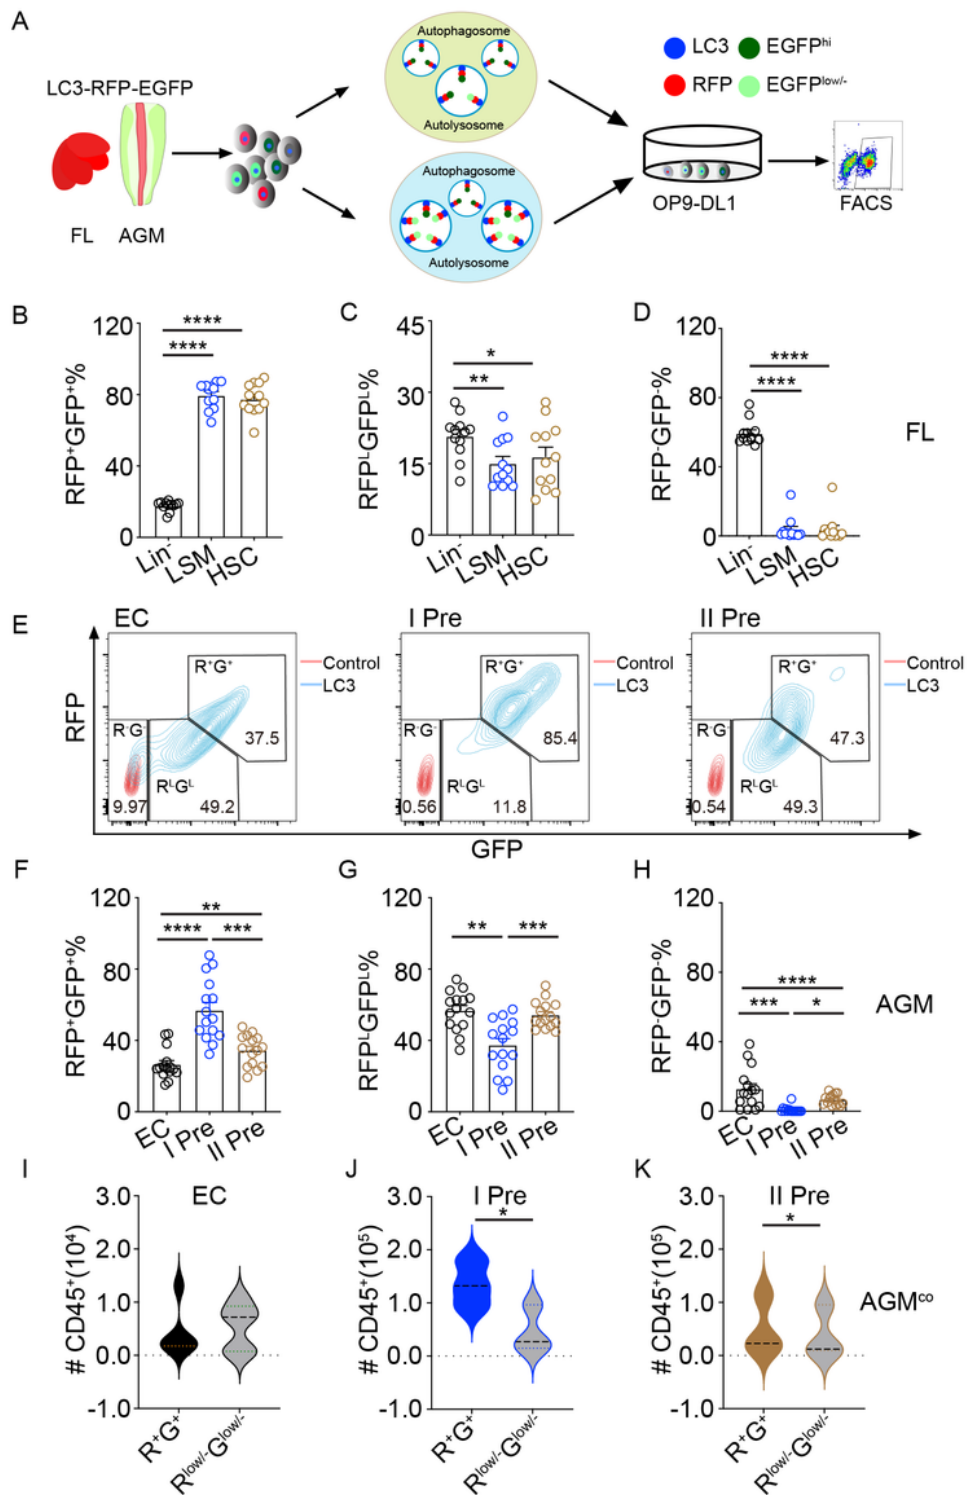 A
LC3-RFP-EGFP
FL AGM
Autophagosome
Autolysosome
Autophagosome
Autolysosome
LC3 EGFPʰⁱ
RFP EGFPˡᵒʷ/⁻
OP9-DL1
FACS
B
RFP⁺GFP⁺%
120
80
40
0
****
****
Lin⁻
LSM
HSC
C
RFPᴸGFPᴸ%
45
30
15
0
*
**
Lin⁻
LSM
HSC
D
RFP⁻GFP⁻%
120
80
40
0
****
****
Lin⁻
LSM
HSC
FL
E
RFP
GFP
EC
R⁺G⁺
37.5
R⁻G⁻
9.97
RᴸGᴸ
49.2
Control
LC3
I Pre
R⁺G⁺
85.4
R⁻G⁻
0.56
RᴸGᴸ
11.8
Control
LC3
II Pre
R⁺G⁺
47.3
R⁻G⁻
0.54
RᴸGᴸ
49.3
Control
LC3
F
RFP⁺GFP⁺%
120
80
40
0
**
**** ***
EC
I Pre
II Pre
G
RFPᴸGFPᴸ%
120
80
40
0
** ***
EC
I Pre
II Pre
H
RFP⁻GFP⁻%
120
80
40
0
****
*** *
EC
I Pre
II Pre
AGM
I
EC
# CD45⁺(10⁴)
3.0
2.0
1.0
0.0
-1.0
R⁺G⁺
Rˡᵒʷ/⁻Gˡᵒʷ/⁻
J
I Pre
*
# CD45⁺(10⁵)
3.0
2.0
1.0
0.0
-1.0
R⁺G⁺
Rˡᵒʷ/⁻Gˡᵒʷ/⁻
K
II Pre
*
# CD45⁺(10⁵)
3.0
2.0
1.0
0.0
-1.0
R⁺G⁺
Rˡᵒʷ/⁻Gˡᵒʷ/⁻
AGMᶜᵒ